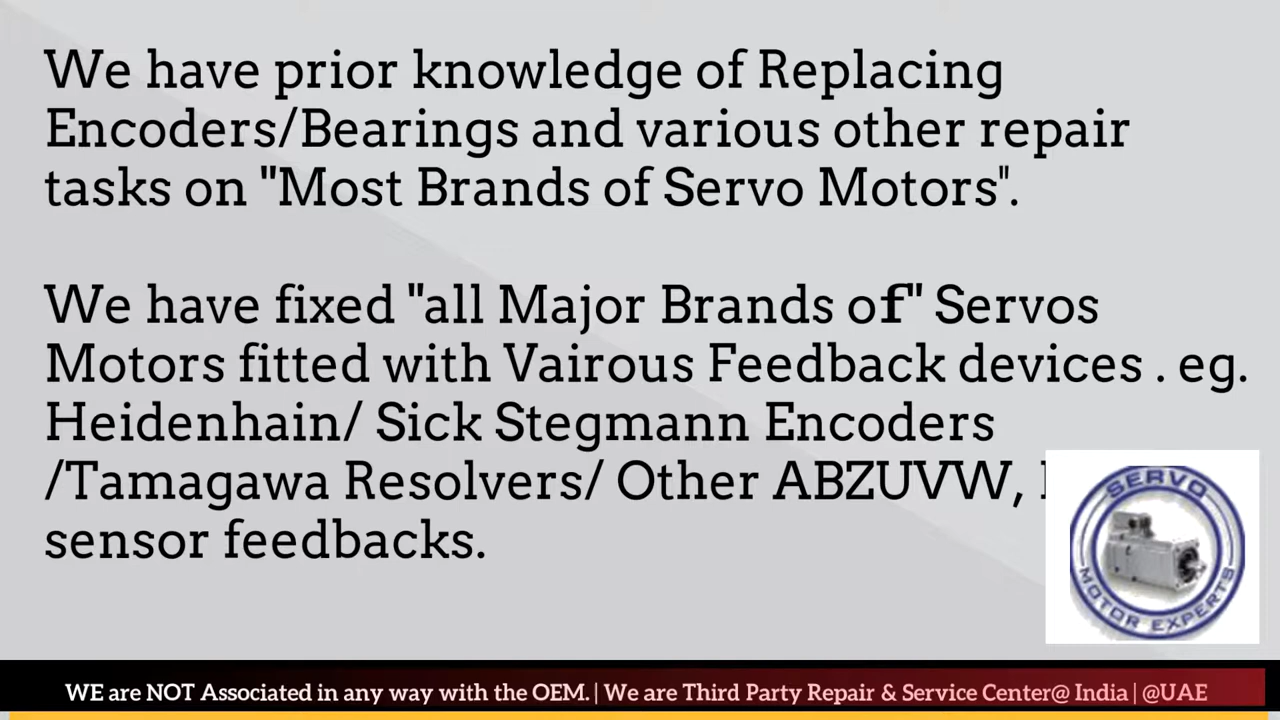 We have prior knowledge of Replacing
Encoders/Bearings and various other repair
tasks on "Most Brands of Servo Motors".
We have fixed "all Major Brands of" Servos
Motors fitted with Vairous Feedback devices . eg.
Heidenhain/ Sick Stegmann Encoders
/Tamagawa Resolvers/ Other ABZUVW,
sensor feedbacks.
SERVO
MOTOR EXPERTS
WE are NOT Associated in any way with the OEM. | We are Third Party Repair & Service Center@ India | @UAE